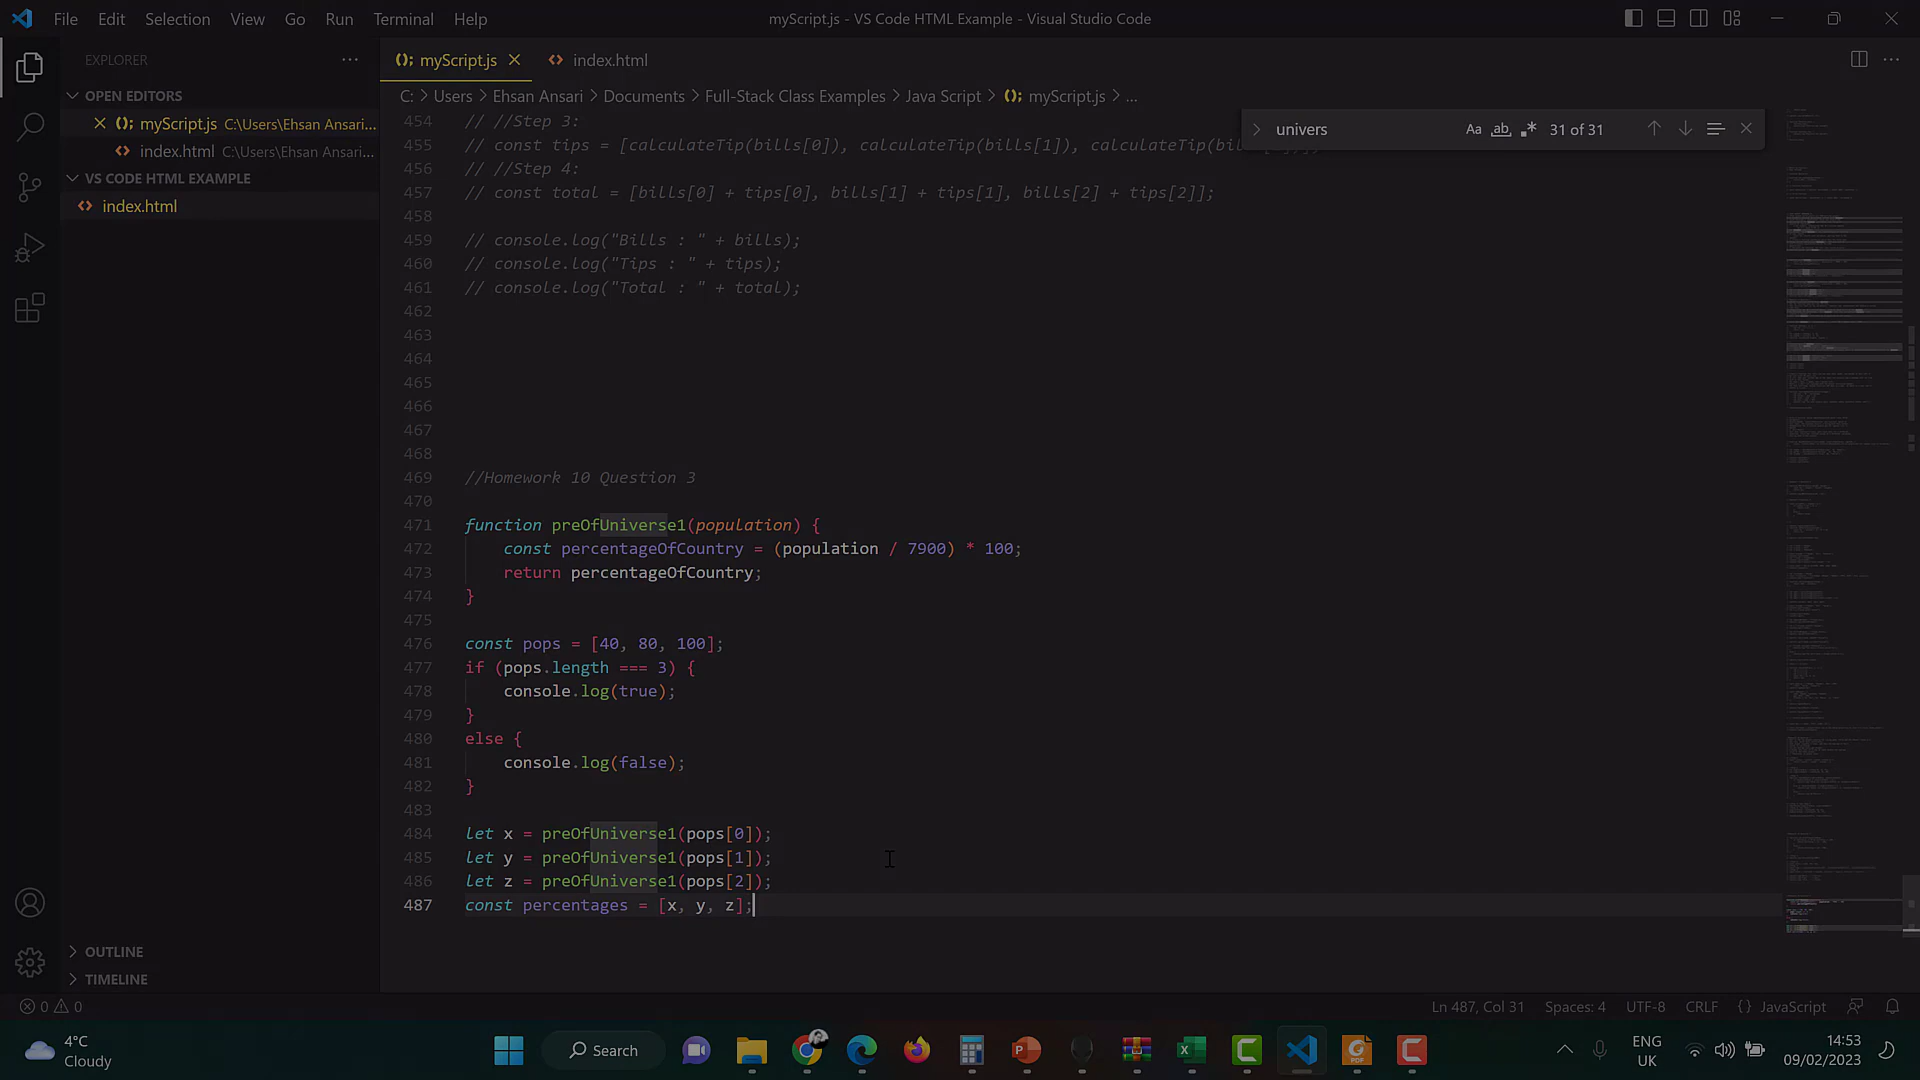 File Edit Selection View Go Run Terminal Help
myScript.js - VS Code HTML Example - Visual Studio Code
EXPLORER
OPEN EDITORS
myScript.js C:\Users\Ehsan Ansari...
index.html C:\Users\Ehsan Ansari...
VS CODE HTML EXAMPLE
index.html
OUTLINE
TIMELINE
myScript.js
index.html
C: > Users > Ehsan Ansari > Documents > Full-Stack Class Examples > Java Script > myScript.js > ...
univers
Aa ab 31 of 31
454 // //Step 3:
455 // const tips = [calculateTip(bills[0]), calculateTip(bills[1]), calculateTip(bil
456 // //Step 4:
457 // const total = [bills[0] + tips[0], bills[1] + tips[1], bills[2] + tips[2]];
458
459 // console.log("Bills : " + bills);
460 // console.log("Tips : " + tips);
461 // console.log("Total : " + total);
462
463
464
465
466
467
468
469 //Homework 10 Question 3
470
471 function preOfUniverse1(population) {
472 const percentageOfCountry = (population / 7900) * 100;
473 return percentageOfCountry;
474 }
475
476 const pops = [40, 80, 100];
477 if (pops.length === 3) {
478 console.log(true);
479 }
480 else {
481 console.log(false);
482 }
483
484 let x = preOfUniverse1(pops[0]);
485 let y = preOfUniverse1(pops[1]);
486 let z = preOfUniverse1(pops[2]);
487 const percentages = [x, y, z];
0 0
Ln 487, Col 31 Spaces: 4 UTF-8 CRLF {} JavaScript
4°C
Cloudy
Search
ENG
UK
14:53
09/02/2023